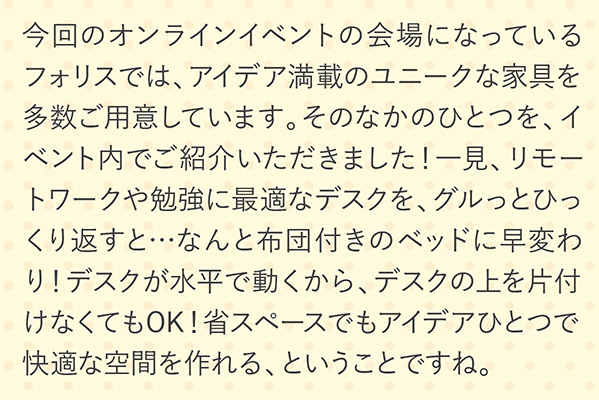 今回のオンラインイベントの会場になっている
フォリスでは、アイデア満載のユニークな家具を
多数ご用意しています。そのなかのひとつを、イ
ベント内でご紹介いただきました！一見、リモー
トワークや勉強に最適なデスクを、グルっとひっ
くり返すと…なんと布団付きのベッドに早変わ
り！デスクが水平で動くから、デスクの上を片付
けなくてもOK！省スペースでもアイデアひとつで
快適な空間を作れる、ということですね。